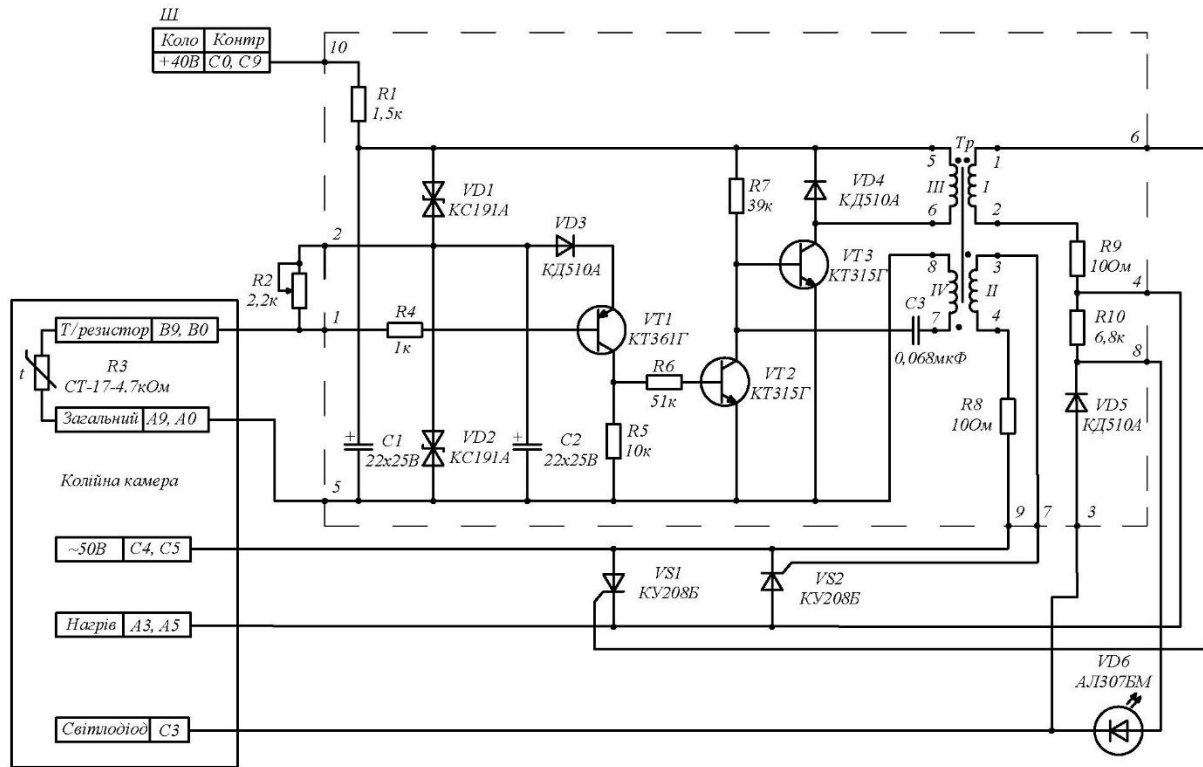 Ш
Коло Контр
+40В С0, С9
10
R1
1,5к
VD1
КС191А
2
VD3
КД510А
R2
2,2к
Т/резистор В9, В0
1
R4
1к
VT1
КТ361Г
t
R3
СТ-17-4.7кОм
Загальний А9, А0
R6
51к
VT2
КТ315Г
R5
10к
+
C1
22х25В
VD2
КС191А
+
C2
22х25В
5
R7
39к
VD4
КД510А
VT3
КТ315Г
C3
0,068мкФ
Тр
5
III
6
I
1
2
8
IV
7
II
3
4
6
R9
10Ом
4
R10
6,8к
8
VD5
КД510А
R8
10Ом
9
7
3
Колійна камера
~50В С4, С5
VS1
КУ208Б
VS2
КУ208Б
Нагрів А3, А5
VD6
АЛ307БМ
Світлодіод С3